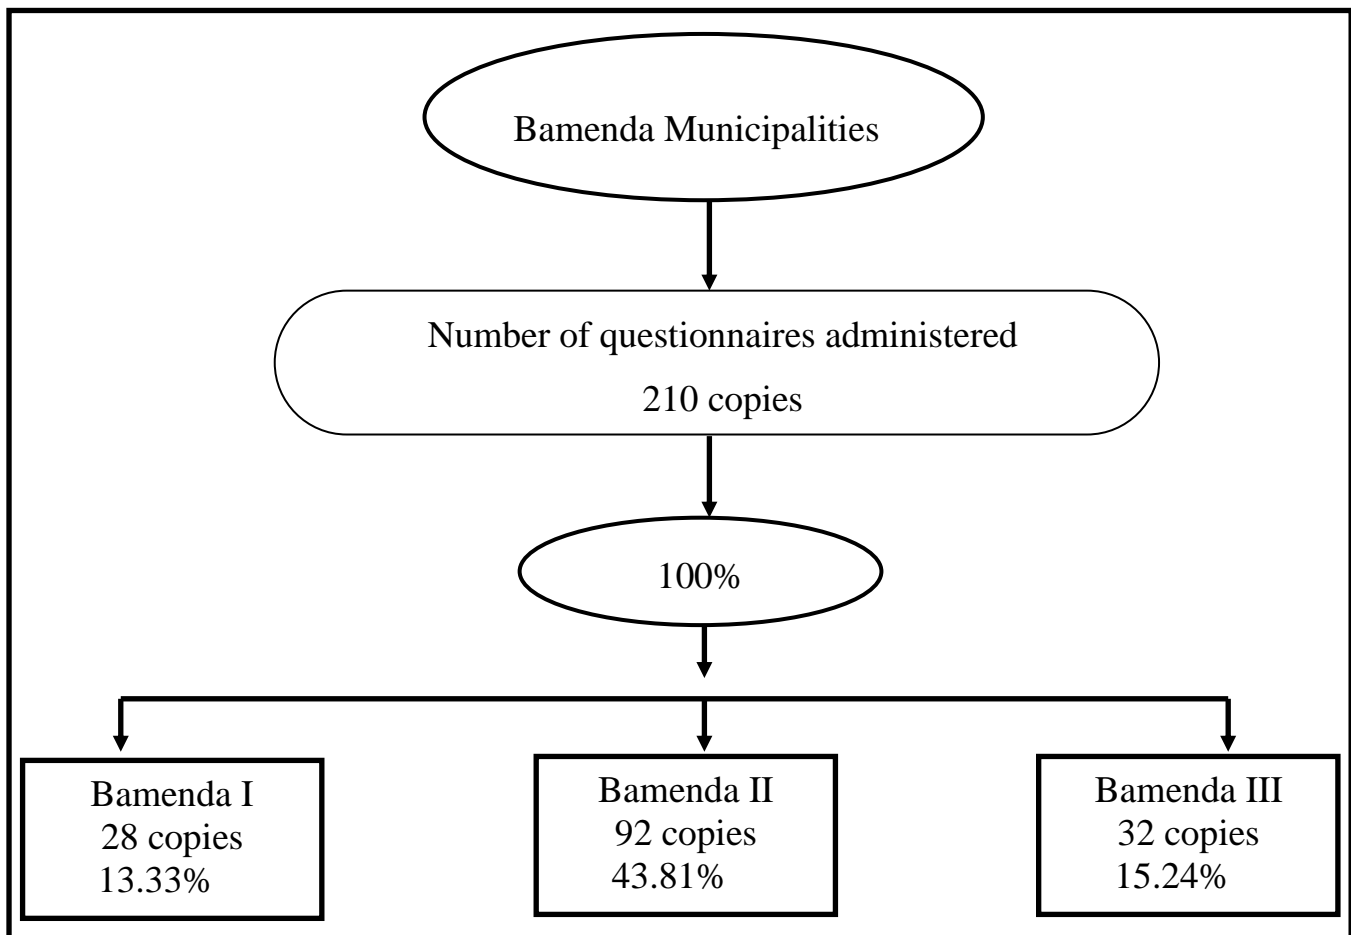 Bamenda Municipalities
Number of questionnaires administered
210 copies
100%
Bamenda I
28 copies
13.33%
Bamenda II
92 copies
43.81%
Bamenda III
32 copies
15.24%